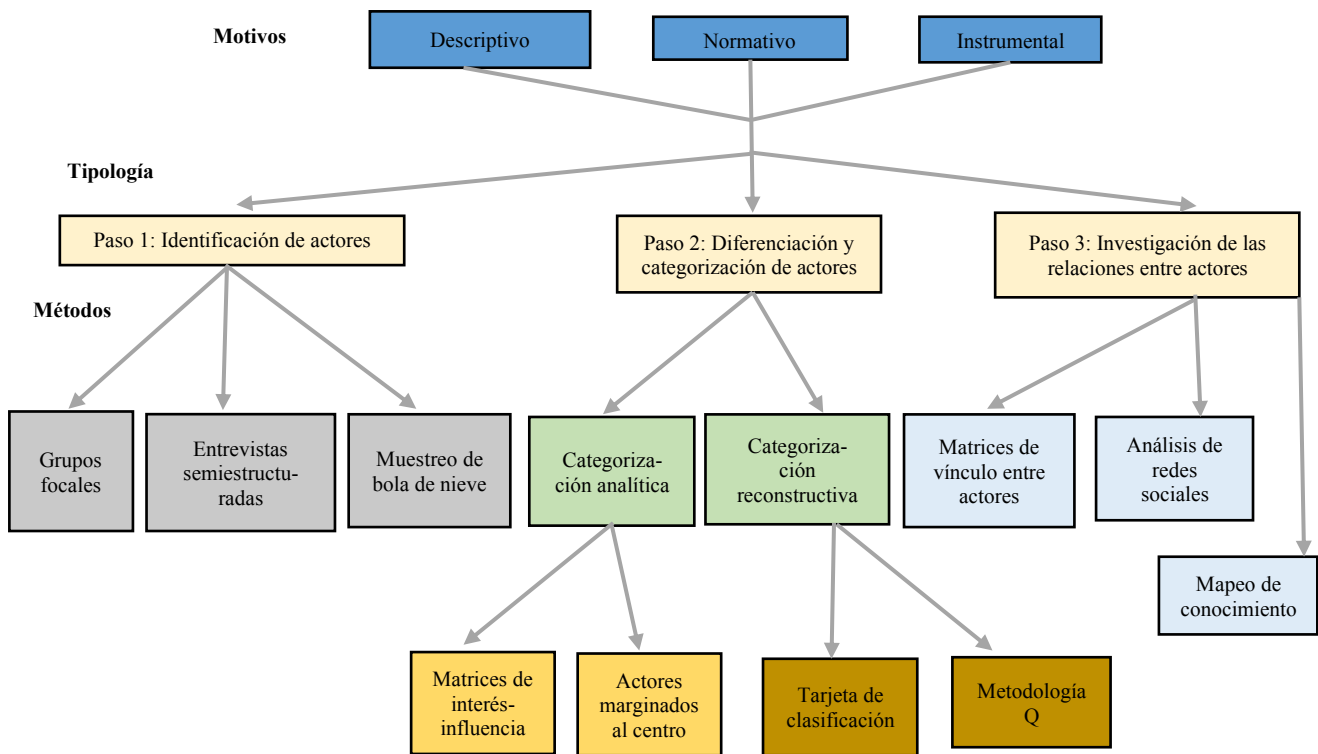 Motivos
Descriptivo
Normativo
Instrumental
Tipología
Paso 1: Identificación de actores
Paso 2: Diferenciación y
categorización de actores
Paso 3: Investigación de las
relaciones entre actores
Métodos
Grupos
focales
Entrevistas
semiestructu-
radas
Muestreo de
bola de nieve
Categoriza-
ción analítica
Categoriza-
ción
reconstructiva
Matrices de
vínculo entre
actores
Análisis de
redes
sociales
Mapeo de
conocimiento
Matrices de
interés-
influencia
Actores
marginados
al centro
Tarjeta de
clasificación
Metodología
Q